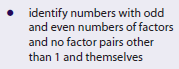 • identify numbers with odd
and even numbers of factors
and no factor pairs other
than 1 and themselves